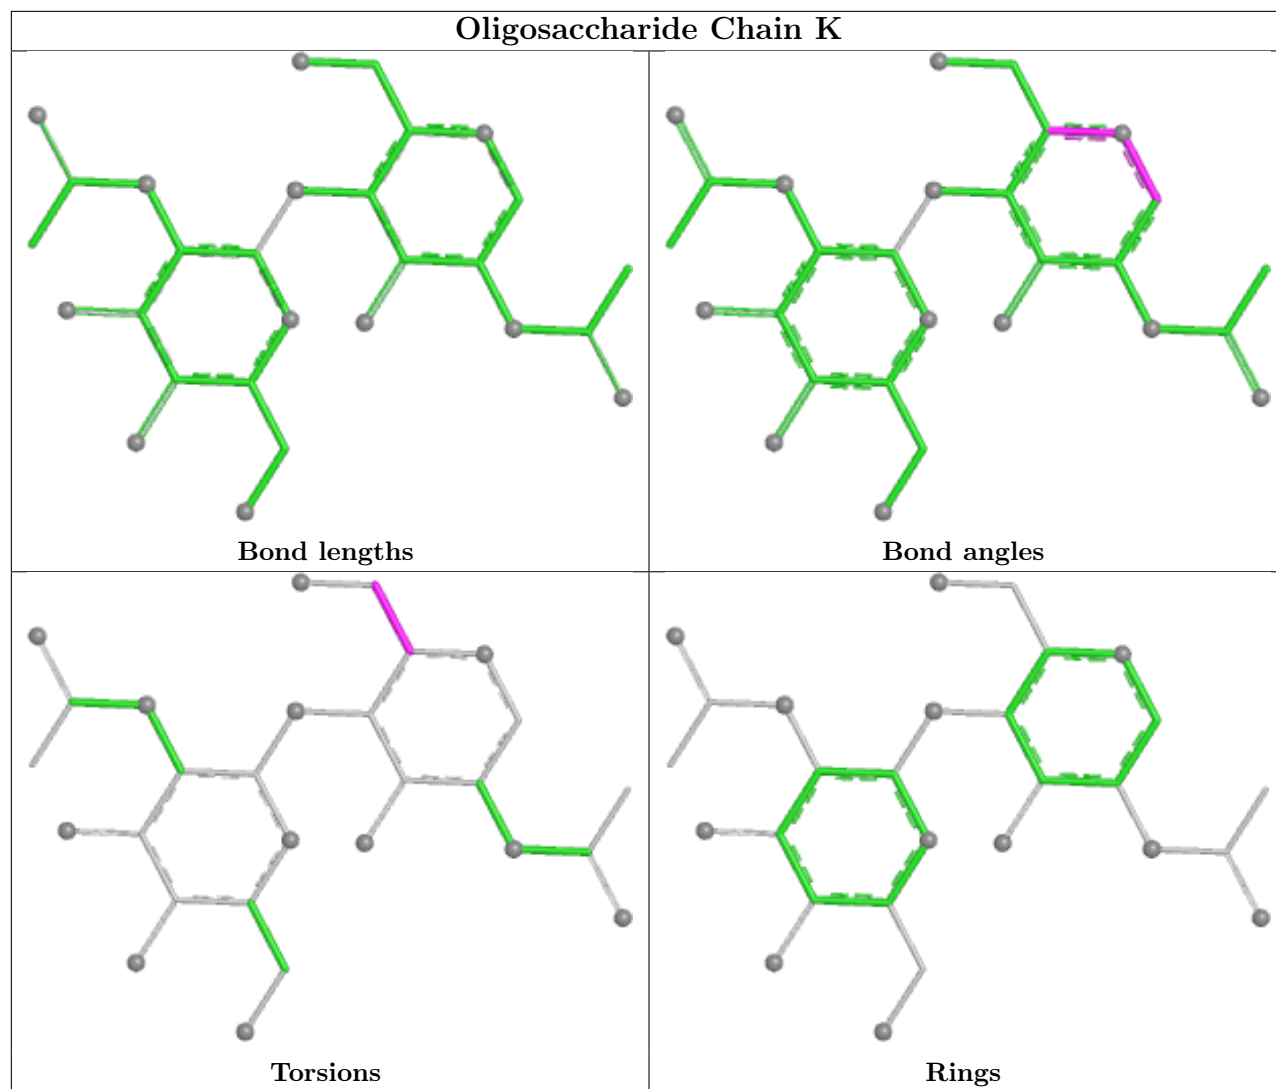 Oligosaccharide Chain K
Bond lengths
Bond angles
Torsions
Rings